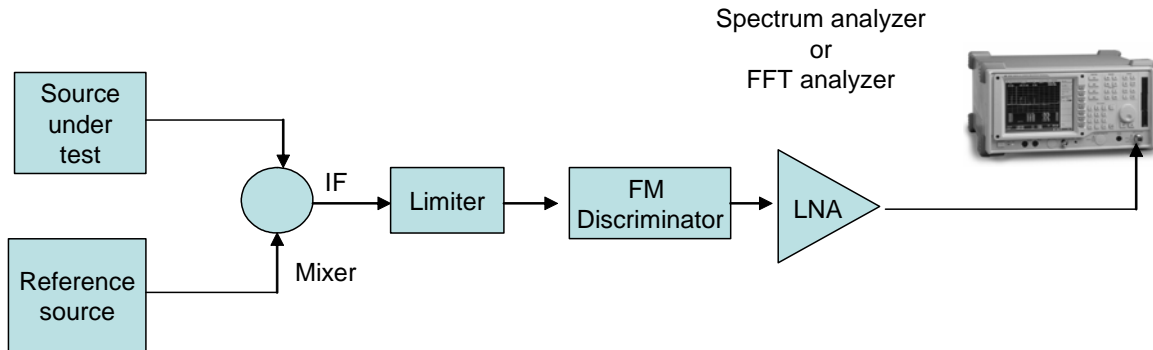 Spectrum analyzer
or
FFT analyzer
Source
under
test
IF
Limiter
FM
Discriminator
LNA
Mixer
Reference
source